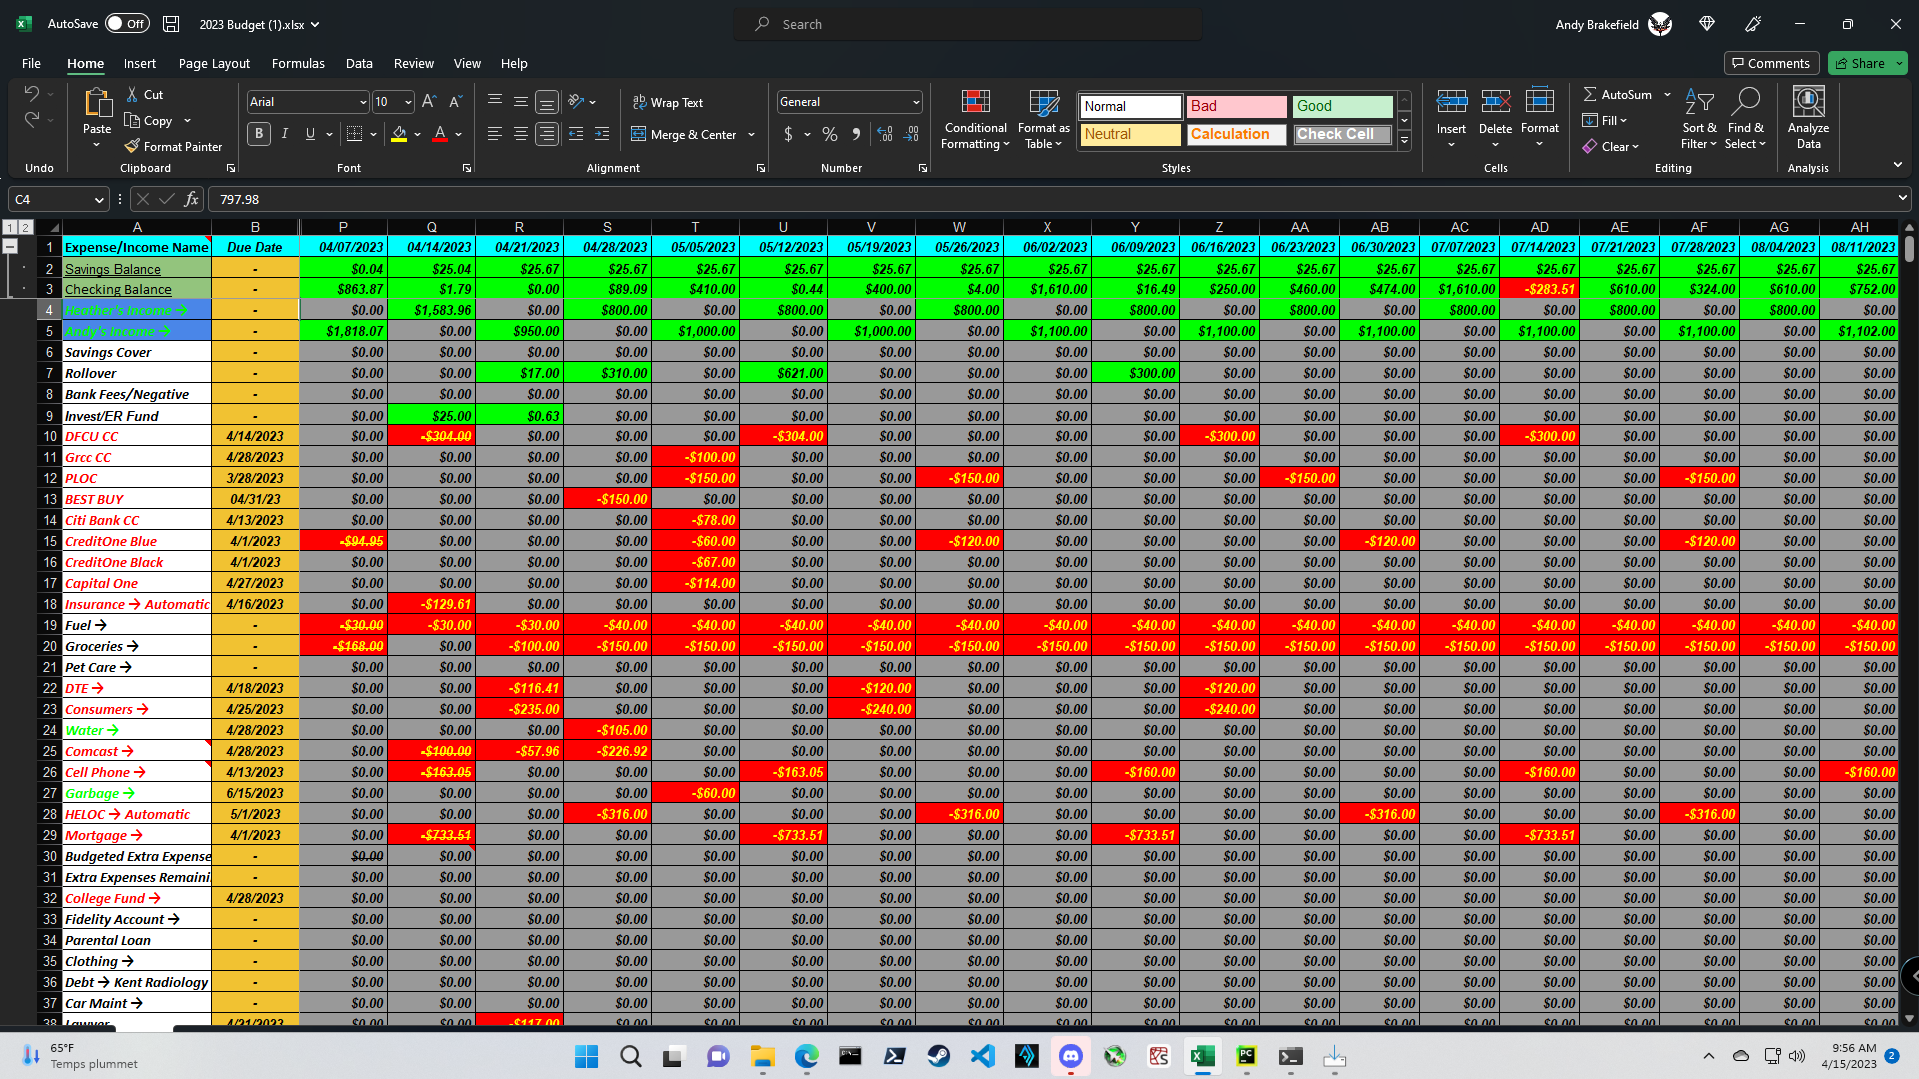 AutoSave Off 2023 Budget (1).xlsx Search Andy Brakefield
File Home Insert Page Layout Formulas Data Review View Help Comments Share
Cut
Copy
Format Painter
Paste
Arial 10
B I U
Wrap Text
Merge & Center
General
$ %
Conditional Formatting
Format as Table
Normal Bad Good
Neutral Calculation Check Cell
Insert Delete Format
AutoSum
Fill
Clear
Sort & Filter
Find & Select
Analyze Data
Undo Clipboard Font Alignment Number Styles Cells Editing Analysis
C4 fx 797.98
1 2 A B P Q R S T U V W X Y Z AA AB AC AD AE AF AG AH
1 Expense/Income Name Due Date 04/07/2023 04/14/2023 04/21/2023 04/28/2023 05/05/2023 05/12/2023 05/19/2023 05/26/2023 06/02/2023 06/09/2023 06/16/2023 06/23/2023 06/30/2023 07/07/2023 07/14/2023 07/21/2023 07/28/2023 08/04/2023 08/11/2023
2 Savings Balance - $0.04 $25.04 $25.67 $25.67 $25.67 $25.67 $25.67 $25.67 $25.67 $25.67 $25.67 $25.67 $25.67 $25.67 $25.67 $25.67 $25.67 $25.67 $25.67
3 Checking Balance - $863.87 $1.79 $0.00 $89.09 $410.00 $0.44 $400.00 $4.00 $1,610.00 $16.49 $250.00 $460.00 $474.00 $1,610.00 -$283.51 $610.00 $324.00 $610.00 $752.00
4 Heather's Income → - $0.00 $1,583.96 $0.00 $800.00 $0.00 $800.00 $0.00 $800.00 $0.00 $800.00 $0.00 $800.00 $0.00 $800.00 $0.00 $800.00 $0.00 $800.00 $0.00
5 Andy's Income → - $1,818.07 $0.00 $950.00 $0.00 $1,000.00 $0.00 $1,000.00 $0.00 $1,100.00 $0.00 $1,100.00 $0.00 $1,100.00 $0.00 $1,100.00 $0.00 $1,100.00 $0.00 $1,102.00
6 Savings Cover - $0.00 $0.00 $0.00 $0.00 $0.00 $0.00 $0.00 $0.00 $0.00 $0.00 $0.00 $0.00 $0.00 $0.00 $0.00 $0.00 $0.00 $0.00 $0.00
7 Rollover - $0.00 $0.00 $17.00 $310.00 $0.00 $621.00 $0.00 $0.00 $0.00 $300.00 $0.00 $0.00 $0.00 $0.00 $0.00 $0.00 $0.00 $0.00 $0.00
8 Bank Fees/Negative - $0.00 $0.00 $0.00 $0.00 $0.00 $0.00 $0.00 $0.00 $0.00 $0.00 $0.00 $0.00 $0.00 $0.00 $0.00 $0.00 $0.00 $0.00 $0.00
9 Invest/ER Fund - $0.00 $25.00 $0.63 $0.00 $0.00 $0.00 $0.00 $0.00 $0.00 $0.00 $0.00 $0.00 $0.00 $0.00 $0.00 $0.00 $0.00 $0.00 $0.00
10 DFCU CC 4/14/2023 $0.00 -$304.00 $0.00 $0.00 $0.00 -$304.00 $0.00 $0.00 $0.00 $0.00 -$300.00 $0.00 $0.00 $0.00 -$300.00 $0.00 $0.00 $0.00 $0.00
11 Grcc CC 4/28/2023 $0.00 $0.00 $0.00 $0.00 -$100.00 $0.00 $0.00 $0.00 $0.00 $0.00 $0.00 $0.00 $0.00 $0.00 $0.00 $0.00 $0.00 $0.00 $0.00
12 PLOC 3/28/2023 $0.00 $0.00 $0.00 $0.00 -$150.00 $0.00 $0.00 -$150.00 $0.00 $0.00 $0.00 -$150.00 $0.00 $0.00 $0.00 $0.00 -$150.00 $0.00 $0.00
13 BEST BUY 04/31/23 $0.00 $0.00 $0.00 -$150.00 $0.00 $0.00 $0.00 $0.00 $0.00 $0.00 $0.00 $0.00 $0.00 $0.00 $0.00 $0.00 $0.00 $0.00 $0.00
14 Citi Bank CC 4/13/2023 $0.00 $0.00 $0.00 $0.00 -$78.00 $0.00 $0.00 $0.00 $0.00 $0.00 $0.00 $0.00 $0.00 $0.00 $0.00 $0.00 $0.00 $0.00 $0.00
15 CreditOne Blue 4/1/2023 -$94.95 $0.00 $0.00 $0.00 -$60.00 $0.00 $0.00 -$120.00 $0.00 $0.00 $0.00 $0.00 -$120.00 $0.00 $0.00 $0.00 -$120.00 $0.00 $0.00
16 CreditOne Black 4/1/2023 $0.00 $0.00 $0.00 $0.00 -$67.00 $0.00 $0.00 $0.00 $0.00 $0.00 $0.00 $0.00 $0.00 $0.00 $0.00 $0.00 $0.00 $0.00 $0.00
17 Capital One 4/27/2023 $0.00 $0.00 $0.00 $0.00 -$114.00 $0.00 $0.00 $0.00 $0.00 $0.00 $0.00 $0.00 $0.00 $0.00 $0.00 $0.00 $0.00 $0.00 $0.00
18 Insurance → Automatic 4/16/2023 $0.00 -$129.61 $0.00 $0.00 $0.00 $0.00 $0.00 $0.00 $0.00 $0.00 $0.00 $0.00 $0.00 $0.00 $0.00 $0.00 $0.00 $0.00 $0.00
19 Fuel → - -$30.00 -$30.00 -$30.00 -$40.00 -$40.00 -$40.00 -$40.00 -$40.00 -$40.00 -$40.00 -$40.00 -$40.00 -$40.00 -$40.00 -$40.00 -$40.00 -$40.00 -$40.00 -$40.00
20 Groceries → - -$168.00 $0.00 -$100.00 -$150.00 -$150.00 -$150.00 -$150.00 -$150.00 -$150.00 -$150.00 -$150.00 -$150.00 -$150.00 -$150.00 -$150.00 -$150.00 -$150.00 -$150.00 -$150.00
21 Pet Care → - $0.00 $0.00 $0.00 $0.00 $0.00 $0.00 $0.00 $0.00 $0.00 $0.00 $0.00 $0.00 $0.00 $0.00 $0.00 $0.00 $0.00 $0.00 $0.00
22 DTE → 4/18/2023 $0.00 $0.00 -$116.41 $0.00 $0.00 $0.00 -$120.00 $0.00 $0.00 $0.00 -$120.00 $0.00 $0.00 $0.00 $0.00 $0.00 $0.00 $0.00 $0.00
23 Consumers → 4/25/2023 $0.00 $0.00 -$235.00 $0.00 $0.00 $0.00 -$240.00 $0.00 $0.00 $0.00 -$240.00 $0.00 $0.00 $0.00 $0.00 $0.00 $0.00 $0.00 $0.00
24 Water → 4/28/2023 $0.00 $0.00 $0.00 -$105.00 $0.00 $0.00 $0.00 $0.00 $0.00 $0.00 $0.00 $0.00 $0.00 $0.00 $0.00 $0.00 $0.00 $0.00 $0.00
25 Comcast → 4/28/2023 $0.00 -$100.00 -$57.96 -$226.92 $0.00 $0.00 $0.00 $0.00 $0.00 $0.00 $0.00 $0.00 $0.00 $0.00 $0.00 $0.00 $0.00 $0.00 $0.00
26 Cell Phone → 4/13/2023 $0.00 -$163.05 $0.00 $0.00 $0.00 -$163.05 $0.00 $0.00 $0.00 -$160.00 $0.00 $0.00 $0.00 $0.00 -$160.00 $0.00 $0.00 $0.00 -$160.00
27 Garbage → 6/15/2023 $0.00 $0.00 $0.00 $0.00 -$60.00 $0.00 $0.00 $0.00 $0.00 $0.00 $0.00 $0.00 $0.00 $0.00 $0.00 $0.00 $0.00 $0.00 $0.00
28 HELOC → Automatic 5/1/2023 $0.00 $0.00 $0.00 -$316.00 $0.00 $0.00 $0.00 -$316.00 $0.00 $0.00 $0.00 $0.00 -$316.00 $0.00 $0.00 $0.00 -$316.00 $0.00 $0.00
29 Mortgage → 4/1/2023 $0.00 -$733.51 $0.00 $0.00 $0.00 -$733.51 $0.00 $0.00 $0.00 -$733.51 $0.00 $0.00 $0.00 $0.00 -$733.51 $0.00 $0.00 $0.00 $0.00
30 Budgeted Extra Expense - $0.00 $0.00 $0.00 $0.00 $0.00 $0.00 $0.00 $0.00 $0.00 $0.00 $0.00 $0.00 $0.00 $0.00 $0.00 $0.00 $0.00 $0.00 $0.00
31 Extra Expenses Remaini - $0.00 $0.00 $0.00 $0.00 $0.00 $0.00 $0.00 $0.00 $0.00 $0.00 $0.00 $0.00 $0.00 $0.00 $0.00 $0.00 $0.00 $0.00 $0.00
32 College Fund → 4/28/2023 $0.00 $0.00 $0.00 $0.00 $0.00 $0.00 $0.00 $0.00 $0.00 $0.00 $0.00 $0.00 $0.00 $0.00 $0.00 $0.00 $0.00 $0.00 $0.00
33 Fidelity Account → - $0.00 $0.00 $0.00 $0.00 $0.00 $0.00 $0.00 $0.00 $0.00 $0.00 $0.00 $0.00 $0.00 $0.00 $0.00 $0.00 $0.00 $0.00 $0.00
34 Parental Loan - $0.00 $0.00 $0.00 $0.00 $0.00 $0.00 $0.00 $0.00 $0.00 $0.00 $0.00 $0.00 $0.00 $0.00 $0.00 $0.00 $0.00 $0.00 $0.00
35 Clothing → - $0.00 $0.00 $0.00 $0.00 $0.00 $0.00 $0.00 $0.00 $0.00 $0.00 $0.00 $0.00 $0.00 $0.00 $0.00 $0.00 $0.00 $0.00 $0.00
36 Debt → Kent Radiology - $0.00 $0.00 $0.00 $0.00 $0.00 $0.00 $0.00 $0.00 $0.00 $0.00 $0.00 $0.00 $0.00 $0.00 $0.00 $0.00 $0.00 $0.00 $0.00
37 Car Maint → - $0.00 $0.00 $0.00 $0.00 $0.00 $0.00 $0.00 $0.00 $0.00 $0.00 $0.00 $0.00 $0.00 $0.00 $0.00 $0.00 $0.00 $0.00 $0.00
38 Lawyer 4/21/2023 $0.00 $0.00 -$117.00 $0.00 $0.00 $0.00 $0.00 $0.00 $0.00 $0.00 $0.00 $0.00 $0.00 $0.00 $0.00 $0.00 $0.00 $0.00 $0.00
65°F
Temps plummet
9:56 AM
4/15/2023
2